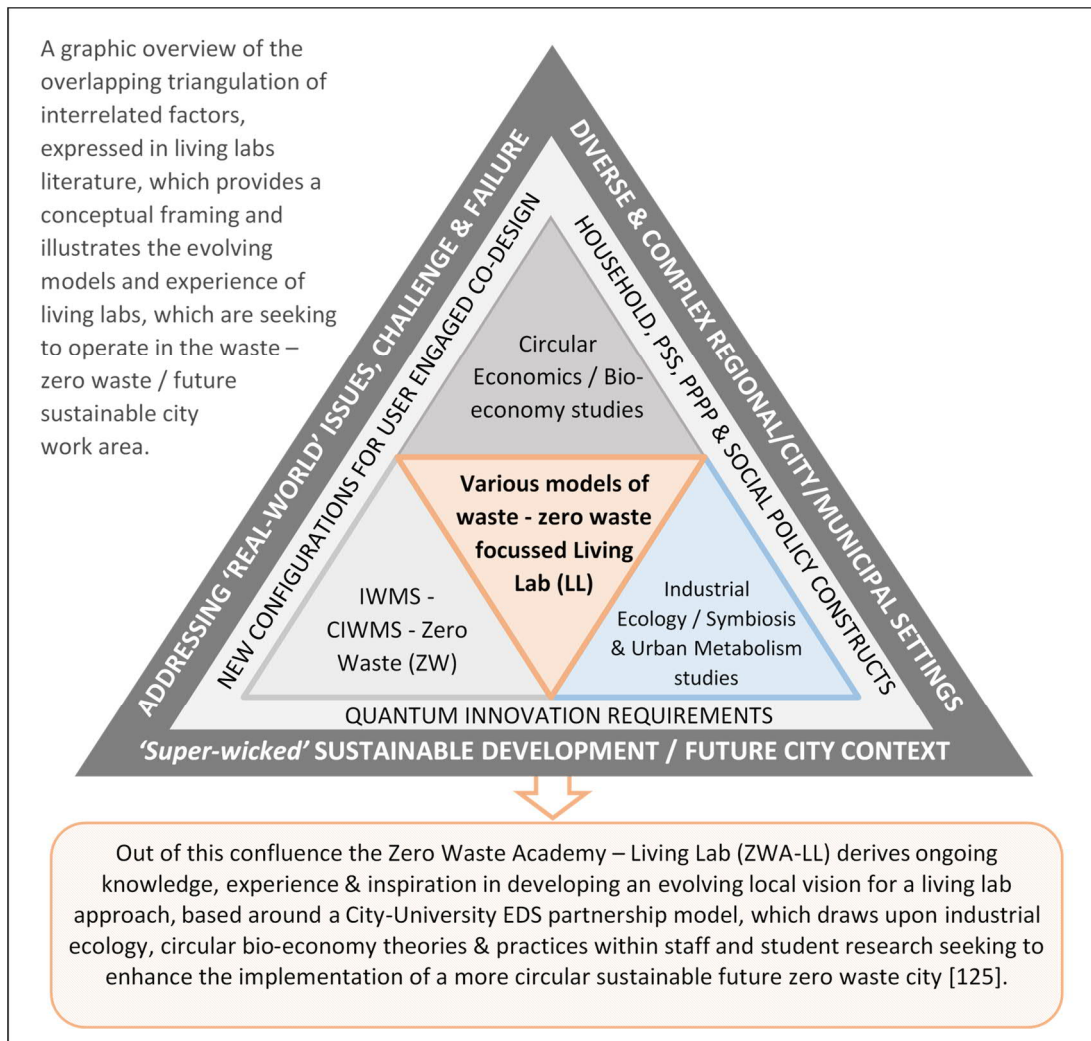 A graphic overview of the
overlapping triangulation of
interrelated factors,
expressed in living labs
literature, which provides a
conceptual framing and
illustrates the evolving
models and experience of
living labs, which are seeking
to operate in the waste –
zero waste / future
sustainable city
work area.
ADDRESSING ‘REAL-WORLD’ ISSUES, CHALLENGE & FAILURE
DIVERSE & COMPLEX REGIONAL/CITY/MUNICIPAL SETTINGS
NEW CONFIGURATIONS FOR USER ENGAGED CO-DESIGN
HOUSEHOLD, PSS, PPPP & SOCIAL POLICY CONSTRUCTS
Circular
Economics / Bio-
economy studies
Various models of
waste - zero waste
focussed Living
Lab (LL)
IWMS -
CIWMS - Zero
Waste (ZW)
Industrial
Ecology / Symbiosis
& Urban Metabolism
studies
QUANTUM INNOVATION REQUIREMENTS
‘Super-wicked’ SUSTAINABLE DEVELOPMENT / FUTURE CITY CONTEXT
Out of this confluence the Zero Waste Academy – Living Lab (ZWA-LL) derives ongoing
knowledge, experience & inspiration in developing an evolving local vision for a living lab
approach, based around a City-University EDS partnership model, which draws upon industrial
ecology, circular bio-economy theories & practices within staff and student research seeking to
enhance the implementation of a more circular sustainable future zero waste city [125].